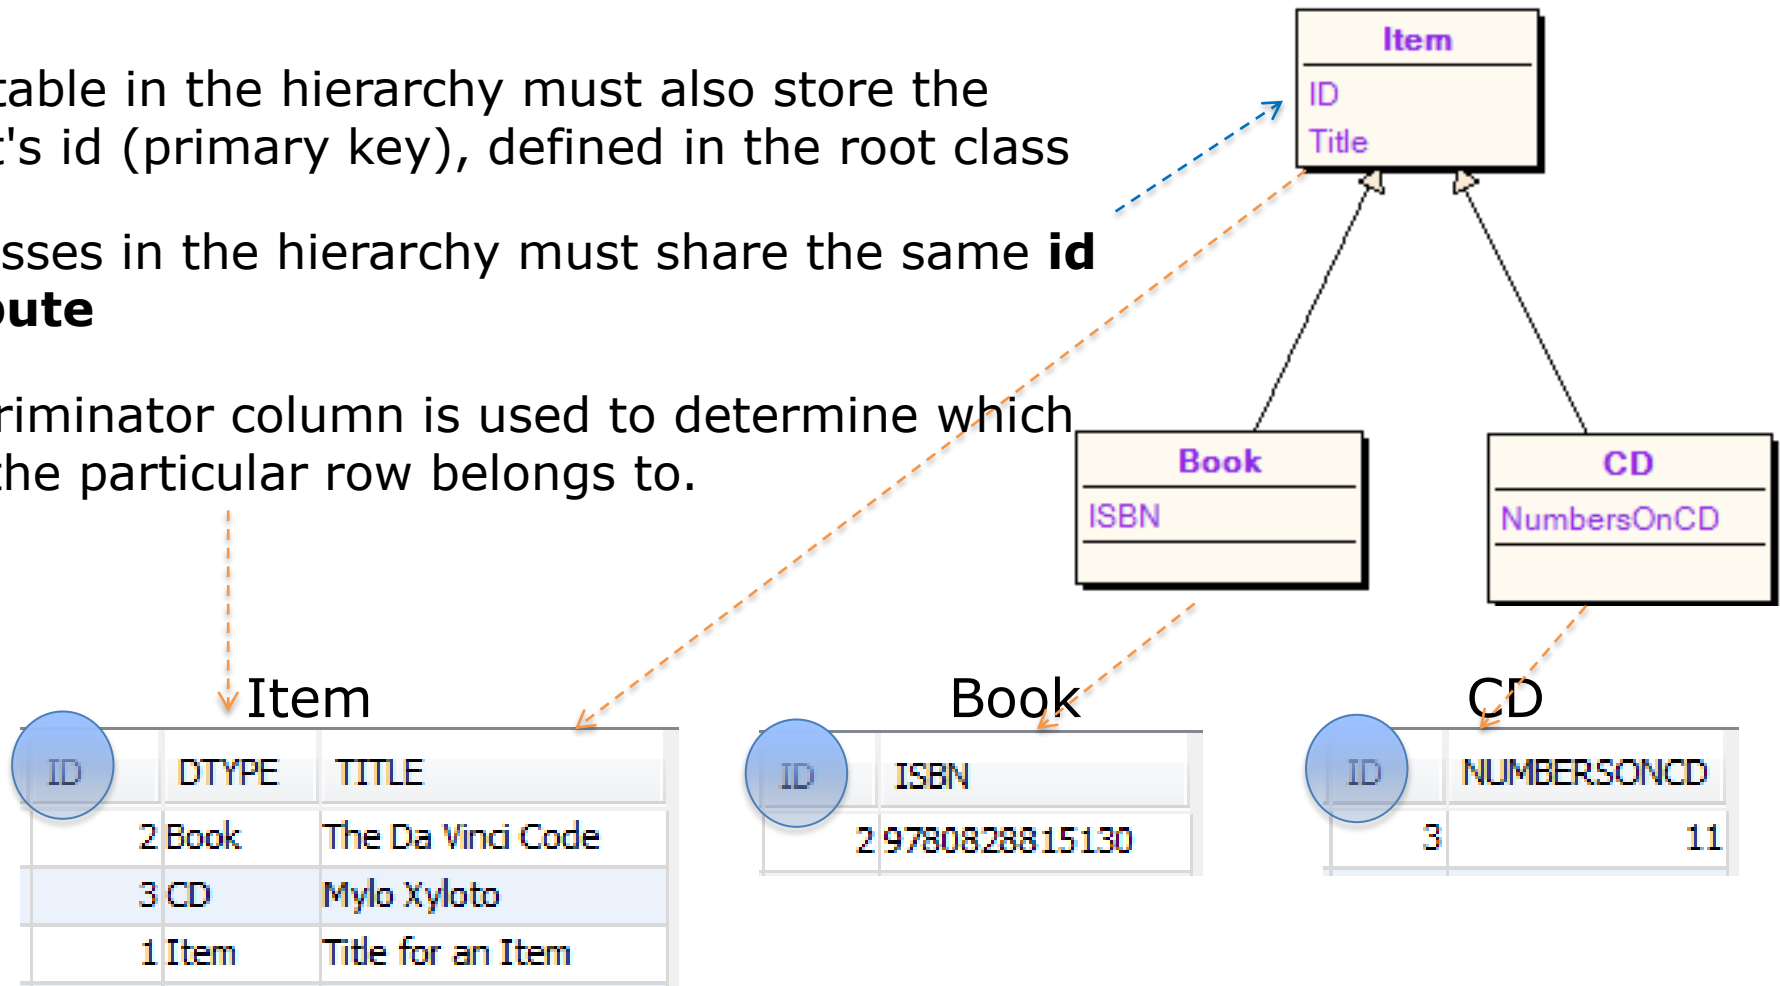 table in the hierarchy must also store the
t's id (primary key), defined in the root class
sses in the hierarchy must share the same id
bute
riminator column is used to determine which
the particular row belongs to.
Item
ID
Title
Book
ISBN
CD
NumbersOnCD
Item
ID DTYPE TITLE
2 Book The Da Vinci Code
3 CD Mylo Xyloto
1 Item Title for an Item
Book
ID ISBN
2 9780828815130
CD
ID NUMBERSONCD
3 11